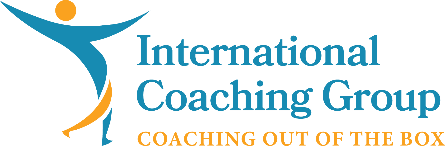 International
Coaching Group
COACHING OUT OF THE BOX